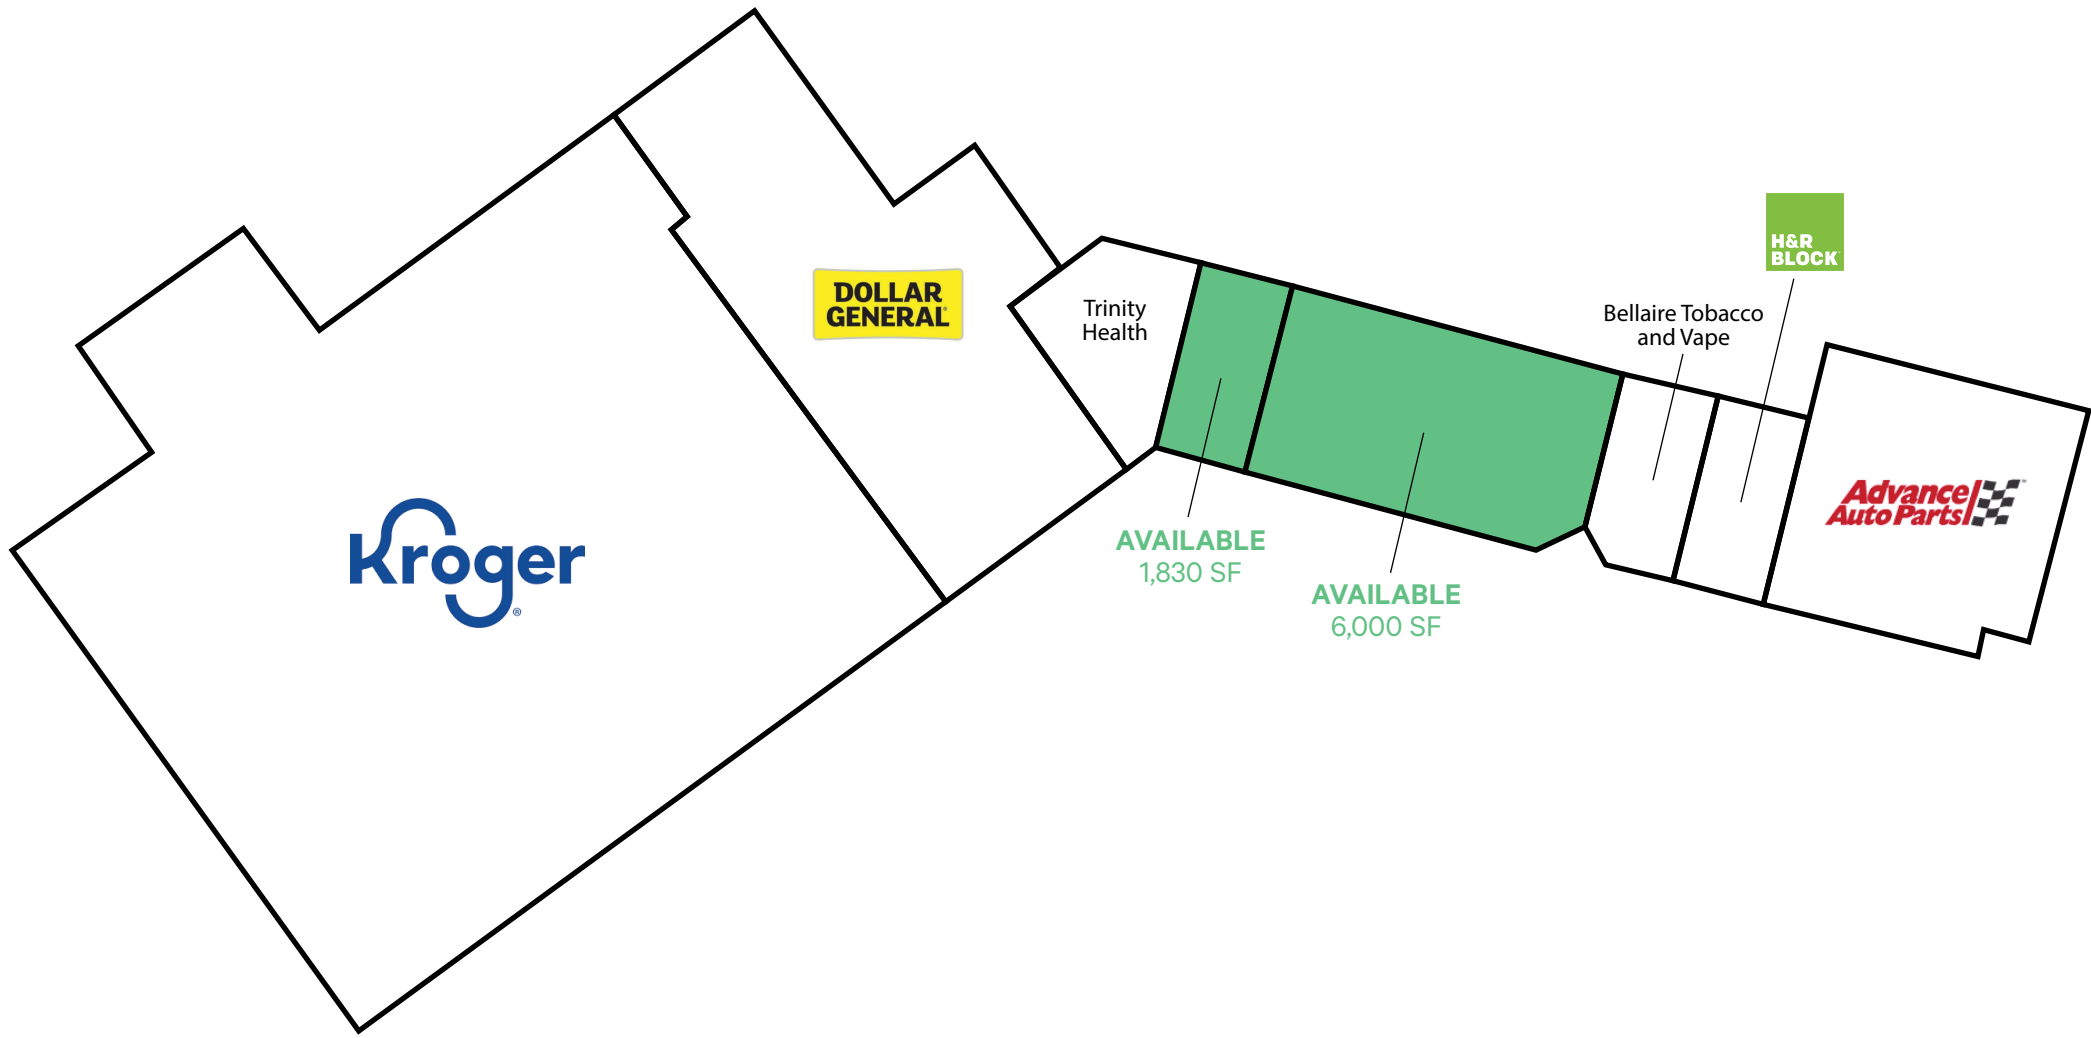 Kroger
®
DOLLAR
GENERAL
Trinity
Health
AVAILABLE
1,830 SF
AVAILABLE
6,000 SF
Bellaire Tobacco
and Vape
H&R
BLOCK
Advance
Auto Parts